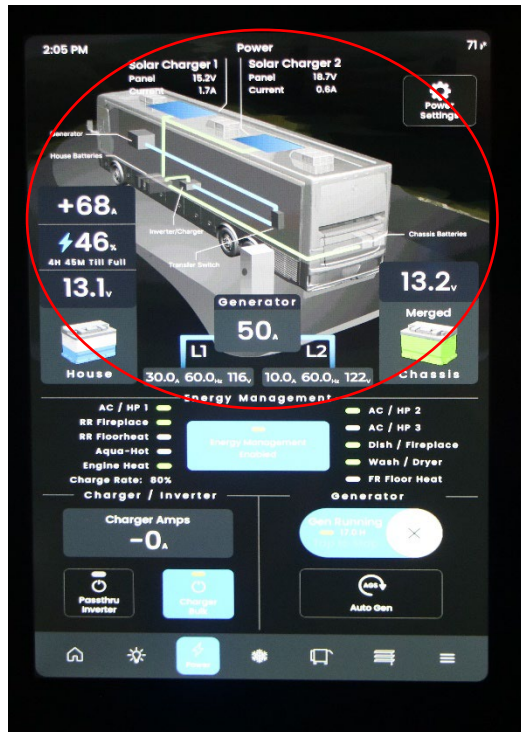 2:05 PM
Power
71
Solar Charger 1
Panel 15.2V
Current 1.7A
Solar Charger 2
Panel 18.7V
Current 0.6A
Power
Settings
Generator
House Batteries
Inverter/Charger
Transfer Switch
Chassis Batteries
+68A
46%
4H 45M Till Full
13.1V
House
Generator
50A
L1
L2
30.0A 60.0Hz 116V
10.0A 60.0Hz 122V
13.2V
Merged
Chassis
Energy Management
AC / HP 1
RR Fireplace
RR Floorheat
Aqua-Hot
Engine Heat
Charge Rate: 80%
Energy Management
Enabled
AC / HP 2
AC / HP 3
Dish / Fireplace
Wash / Dryer
FR Floor Heat
Charger / Inverter
Charger Amps
-0A
Passthru
Inverter
Charger
Bulk
Generator
Gen Running
17.0 H
AGS
Auto Gen
Power